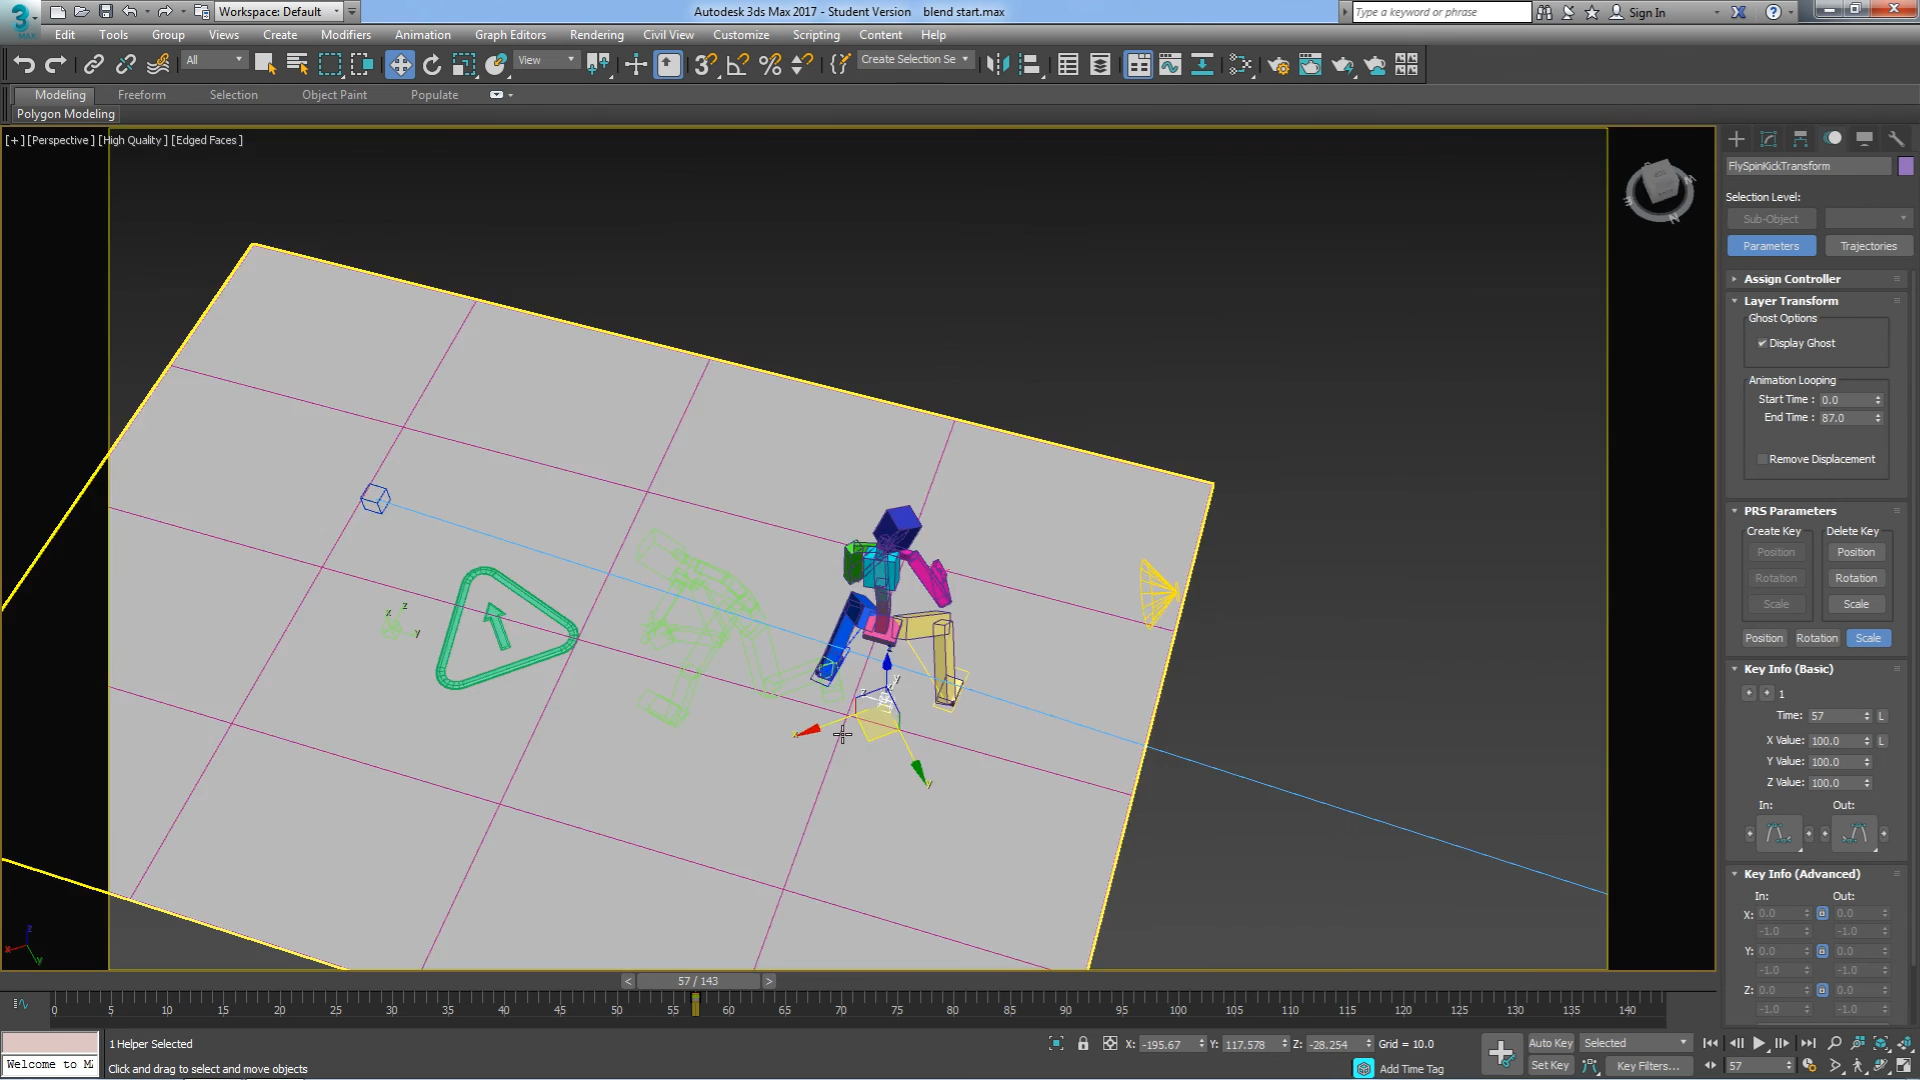 Workspace: Default
Autodesk 3ds Max 2017 - Student Version    blend start.max
Type a keyword or phrase
Sign In
MAX
Edit Tools Group Views Create Modifiers Animation Graph Editors Rendering Civil View Customize Scripting Content Help
All
View
Create Selection Se
Modeling Freeform Selection Object Paint Populate
Polygon Modeling
[+] [Perspective] [High Quality] [Edged Faces]
FlySpinKickTransform
Selection Level:
Sub-Object
Parameters Trajectories
Assign Controller
Layer Transform
Ghost Options
Display Ghost
Animation Looping
Start Time : 0.0
End Time : 87.0
Remove Displacement
PRS Parameters
Create Key Delete Key
Position Position
Rotation Rotation
Scale Scale
Position Rotation Scale
Key Info (Basic)
1
Time: 57 L
X Value: 100.0 L
Y Value: 100.0
Z Value: 100.0
In: Out:
Key Info (Advanced)
In: Out:
X: 0.0 0.0
-1.0 -1.0
Y: 0.0 0.0
-1.0 -1.0
Z: 0.0 0.0
-1.0 -1.0
x z y
z y
x y
z
x y
< 57 / 143 >
0 5 10 15 20 25 30 35 40 45 50 55 60 65 70 75 80 85 90 95 100 105 110 115 120 125 130 135 140
1 Helper Selected
X: -195.67 Y: 117.578 Z: -28.254 Grid = 10.0
Auto Key Selected
Welcome to M
Click and drag to select and move objects
Add Time Tag
Set Key Key Filters... 57